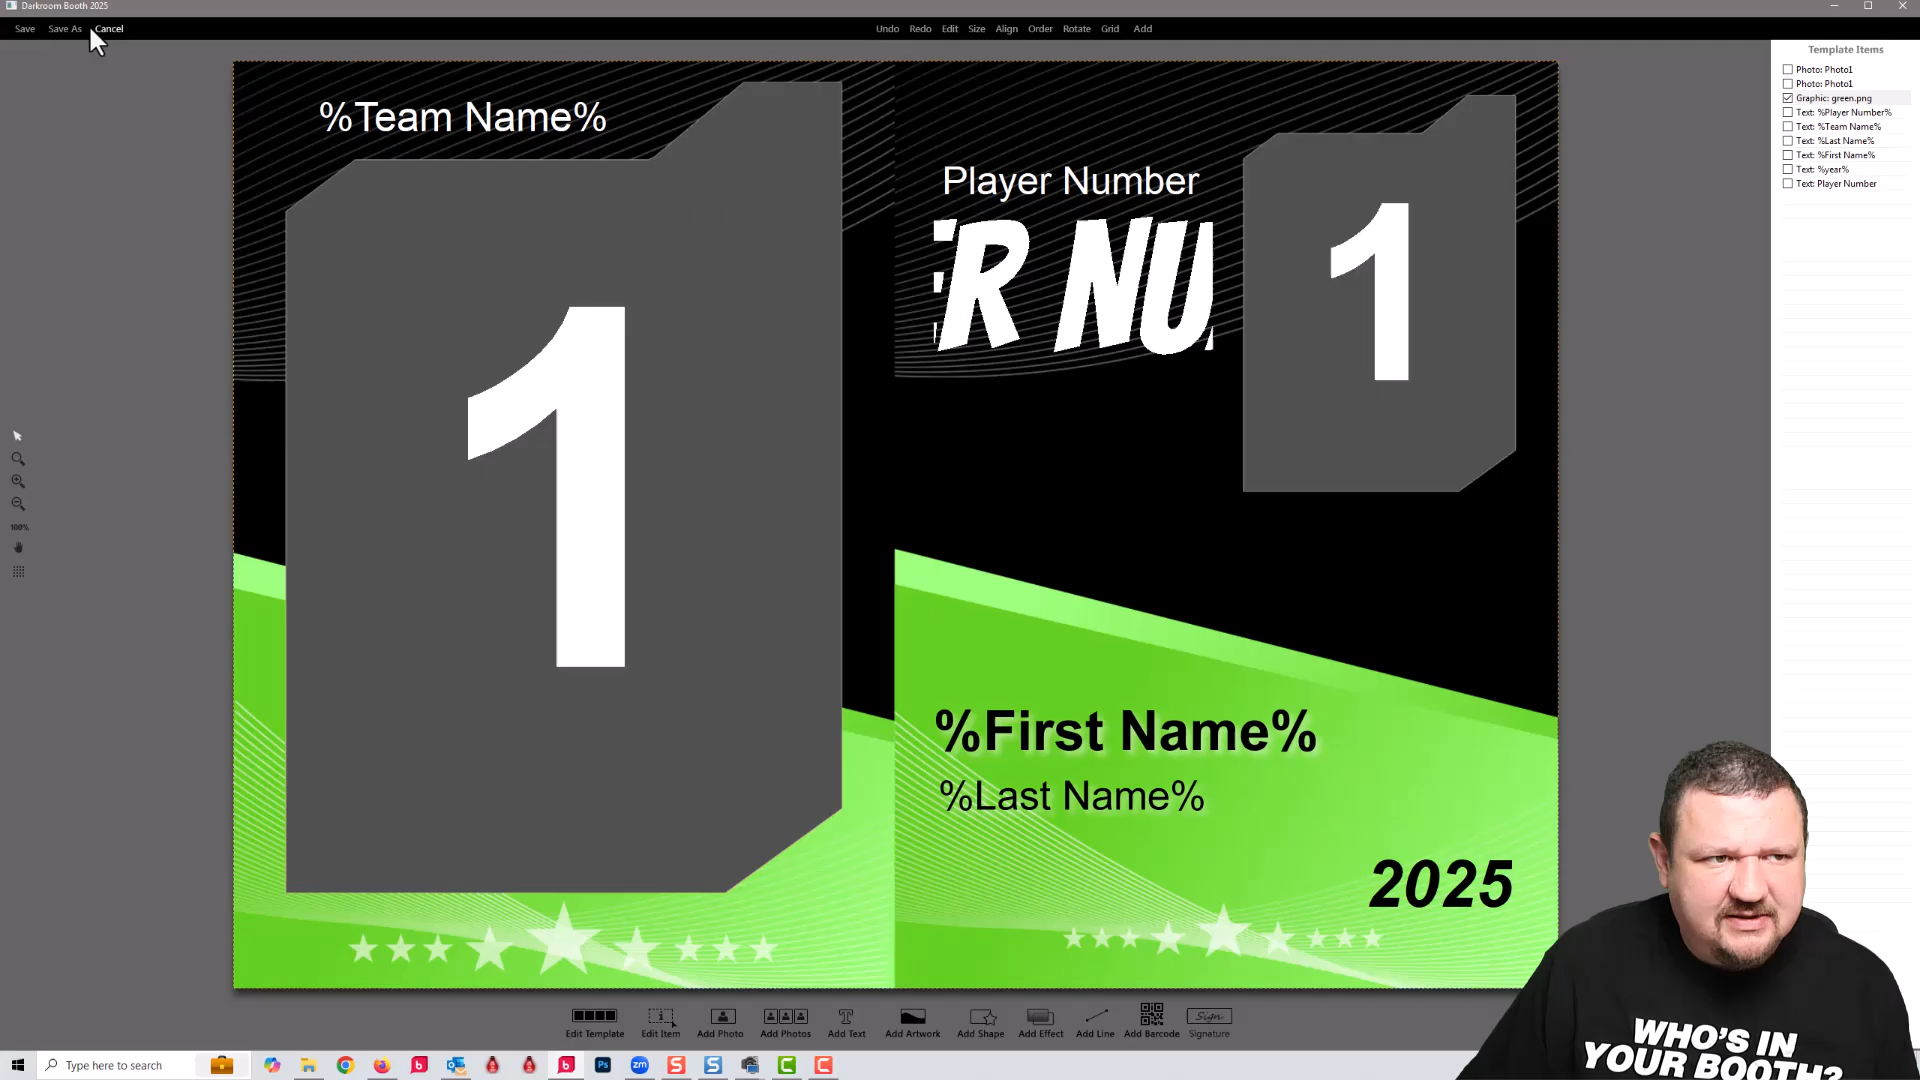 Darkroom Booth 2025
Save Save As Cancel
Undo Redo Edit Size Align Order Rotate Grid Add
Template Items
Photo: Photo1
Photo: Photo1
Graphic: green.png
Text: %Player Number%
Text: %Team Name%
Text: %Last Name%
Text: %First Name%
Text: %year%
Text: Player Number
%Team Name%
Player Number
ER NU
1
1
100%
%First Name%
%Last Name%
2025
Edit Template Edit Item Add Photo Add Photos Add Text Add Artwork Add Shape Add Effect Add Line Add Barcode Signature
Sign
Type here to search
WHO'S IN
YOUR BOOTH?